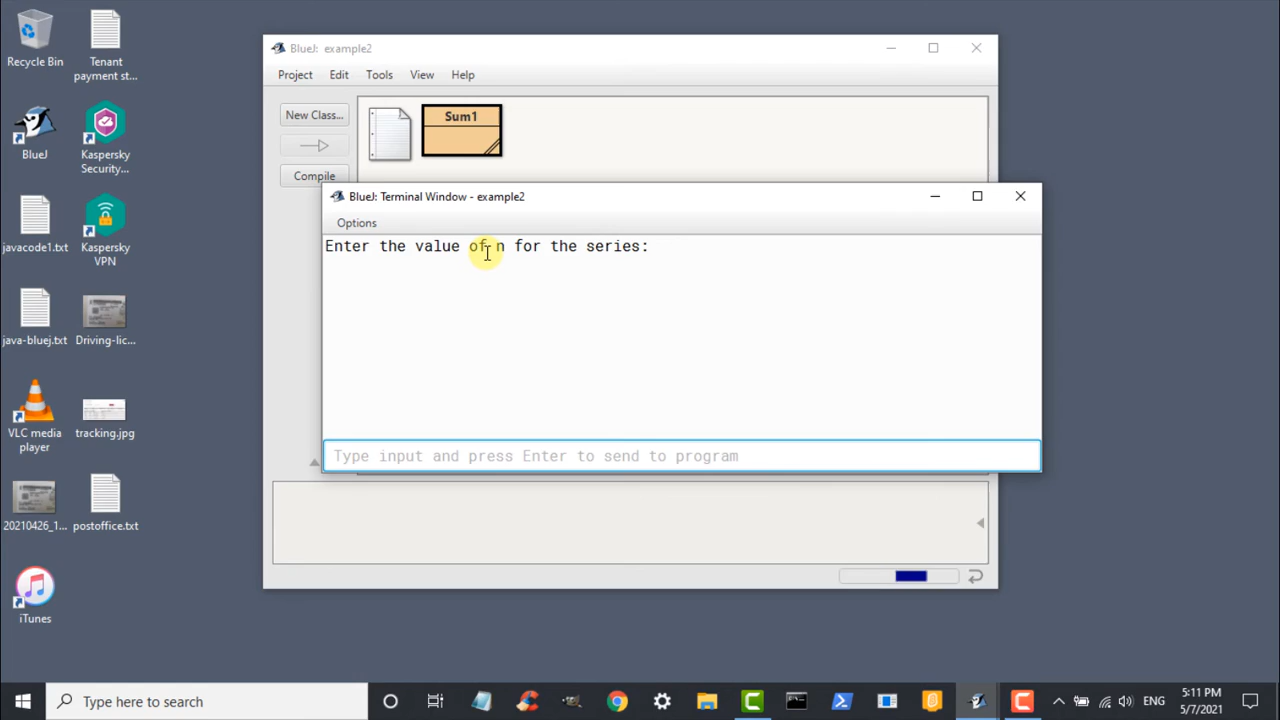 Recycle Bin
Tenant
payment st...
BlueJ
Kaspersky
Security...
javacode1.txt
Kaspersky
VPN
java-bluej.txt
Driving-lic...
VLC media
player
tracking.jpg
20210426_1...
postoffice.txt
iTunes
BlueJ: example2
Project Edit Tools View Help
New Class...
Compile
Sum1
BlueJ: Terminal Window - example2
Options
Enter the value of n for the series:
Type input and press Enter to send to program
Type here to search
ENG
5:11 PM
5/7/2021